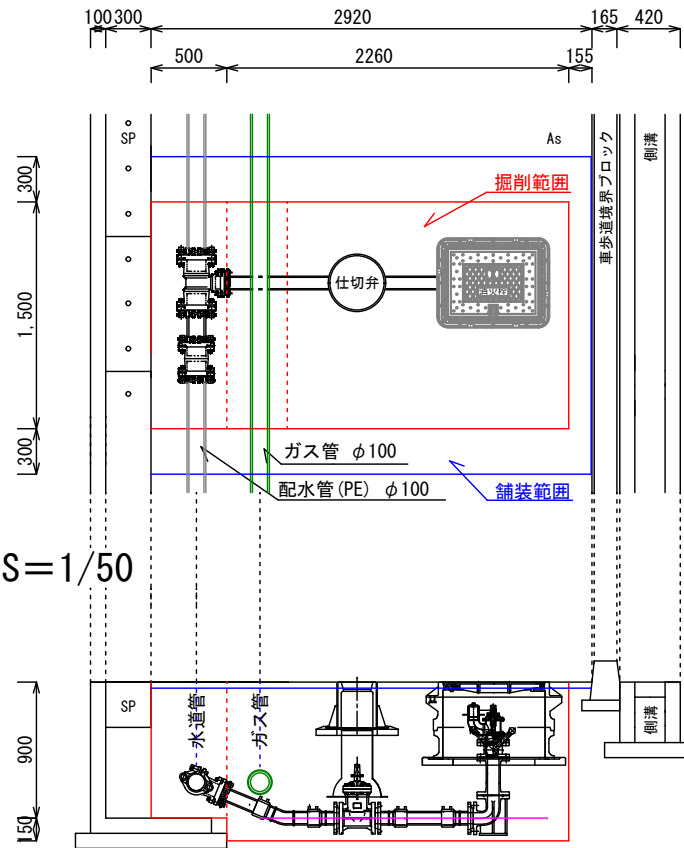 100 300 2920 165 420
500 2260 155
SP As
側溝
車歩道境界ブロック
300
1,500
300
掘削範囲
仕切弁
消火栓
ガス管 φ100
配水管(PE) φ100
舗装範囲
S=1/50
SP
水道管
ガス管
側溝
900
150